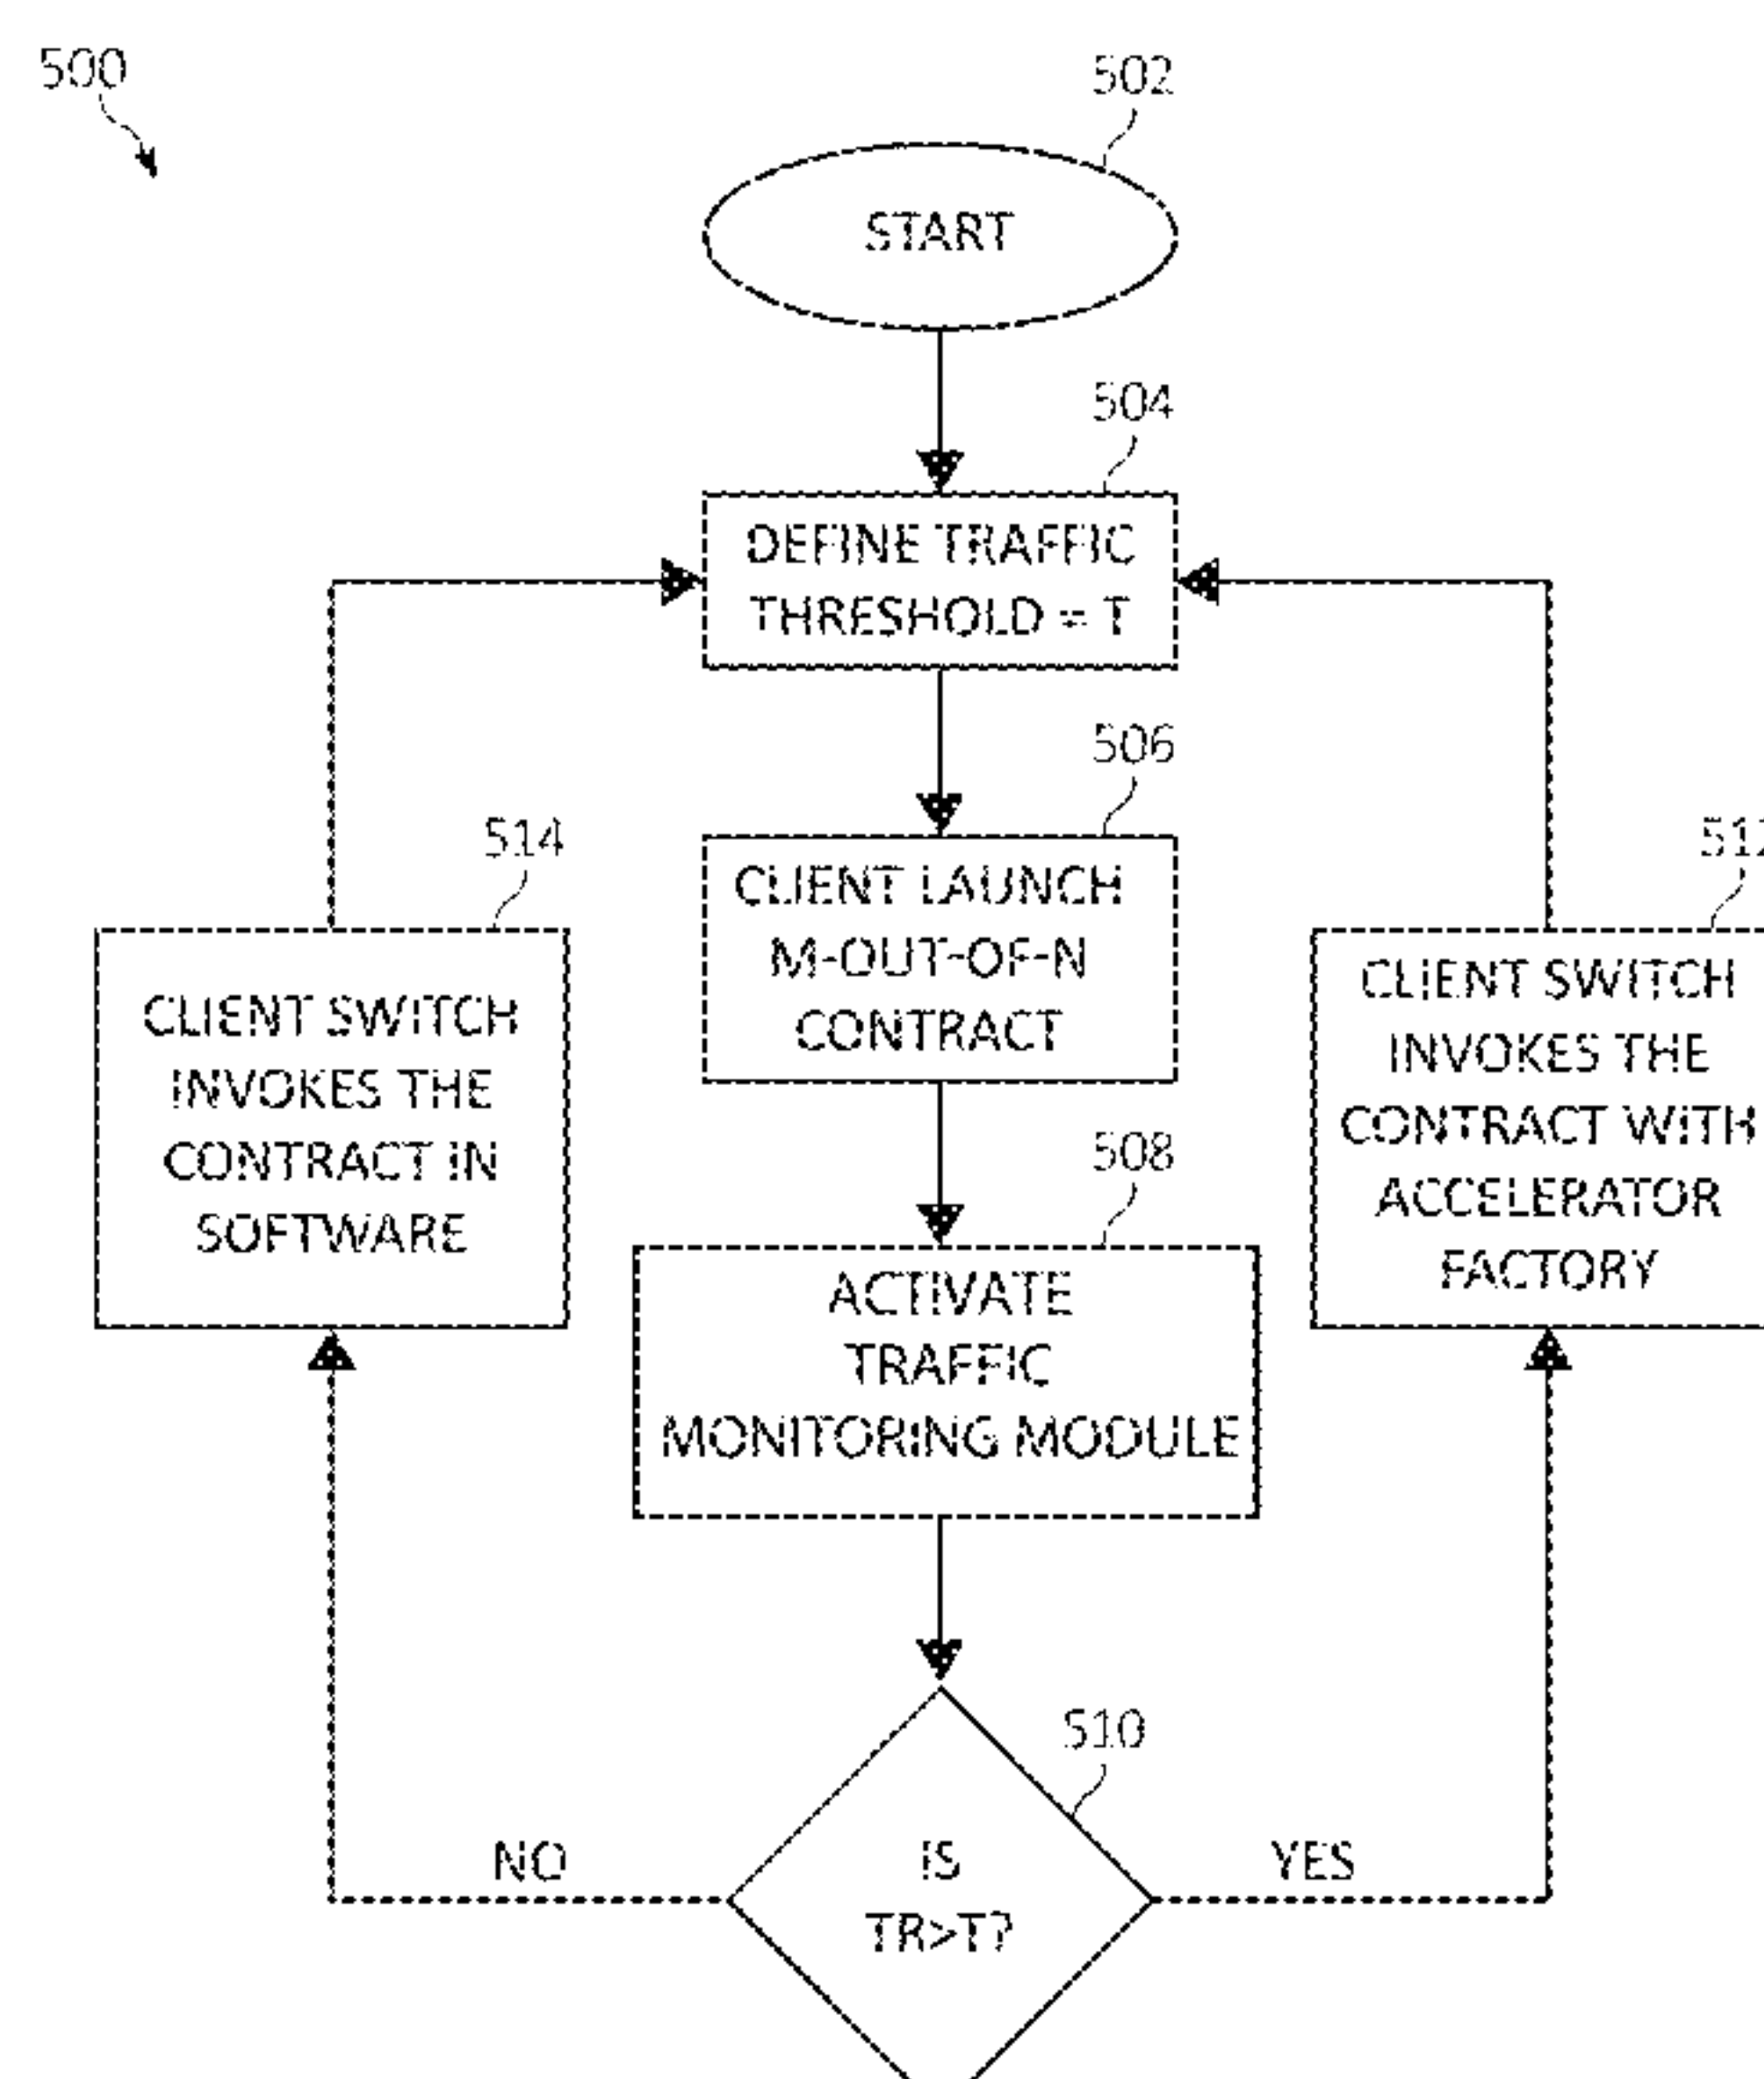 500
502
START
504
DEFINE TRAFFIC
THRESHOLD = T
506
CLIENT LAUNCH
M-OUT-OF-N
CONTRACT
514
CLIENT SWITCH
INVOKES THE
CONTRACT IN
SOFTWARE
512
CLIENT SWITCH
INVOKES THE
CONTRACT WITH
ACCELERATOR
FACTORY
508
ACTIVATE
TRAFFIC
MONITORING MODULE
510
IS
TR>T?
NO
YES